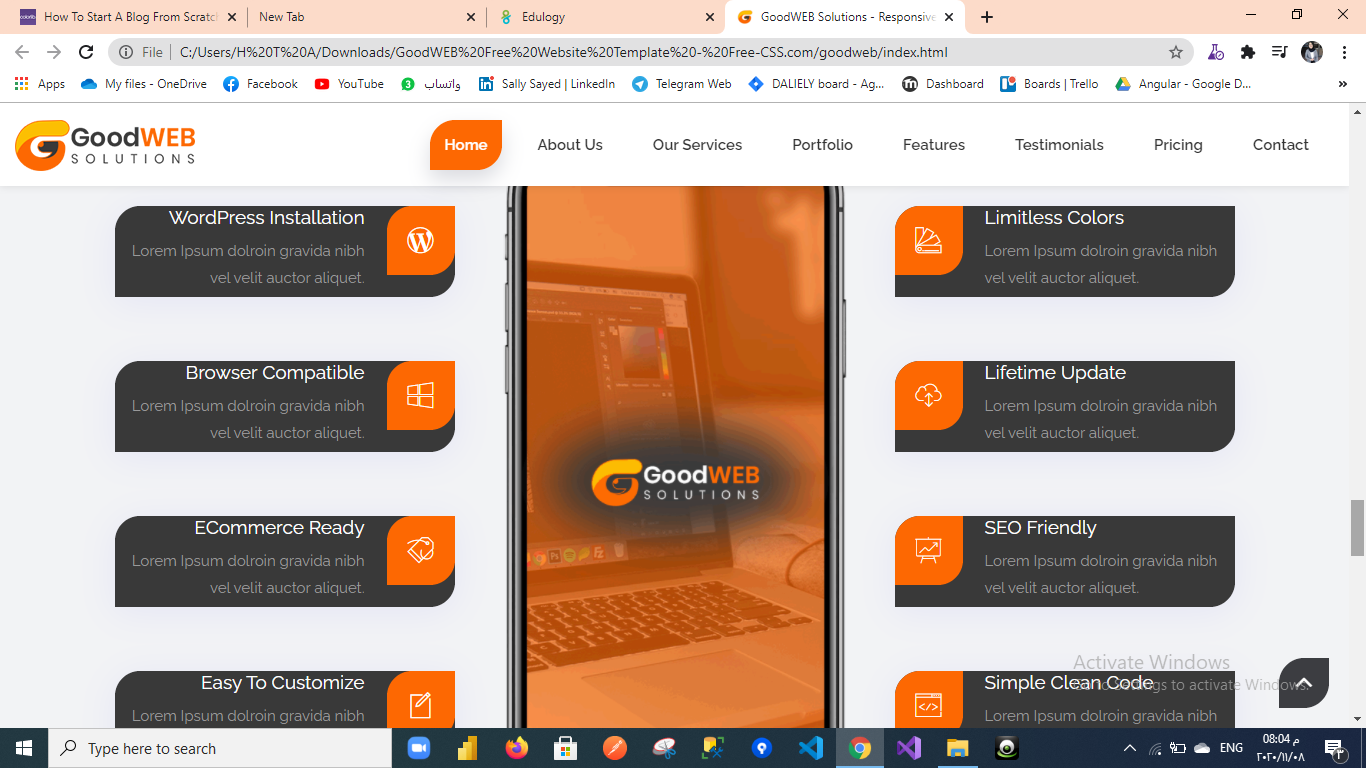 How To Start A Blog From Scratch
New Tab
Edulogy
GoodWEB Solutions - Responsive
File
C:/Users/H%20T%20A/Downloads/GoodWEB%20Free%20Website%20Template%20-%20Free-CSS.com/goodweb/index.html
Apps
My files - OneDrive
Facebook
YouTube
3
واتساب
Sally Sayed | LinkedIn
Telegram Web
DALIELY board - Ag...
Dashboard
Boards | Trello
Angular - Google D...
»
GoodWEB
SOLUTIONS
Home
About Us
Our Services
Portfolio
Features
Testimonials
Pricing
Contact
WordPress Installation
Lorem Ipsum dolroin gravida nibh
vel velit auctor aliquet.
Browser Compatible
Lorem Ipsum dolroin gravida nibh
vel velit auctor aliquet.
ECommerce Ready
Lorem Ipsum dolroin gravida nibh
vel velit auctor aliquet.
Easy To Customize
Lorem Ipsum dolroin gravida nibh
GoodWEB
SOLUTIONS
Limitless Colors
Lorem Ipsum dolroin gravida nibh
vel velit auctor aliquet.
Lifetime Update
Lorem Ipsum dolroin gravida nibh
vel velit auctor aliquet.
SEO Friendly
Lorem Ipsum dolroin gravida nibh
vel velit auctor aliquet.
Simple Clean Code
Lorem Ipsum dolroin gravida nibh
Activate Windows
Go to Settings to activate Windows.
Type here to search
ENG
08:04 م
٢٠٢٠/١١/٠٨
٣